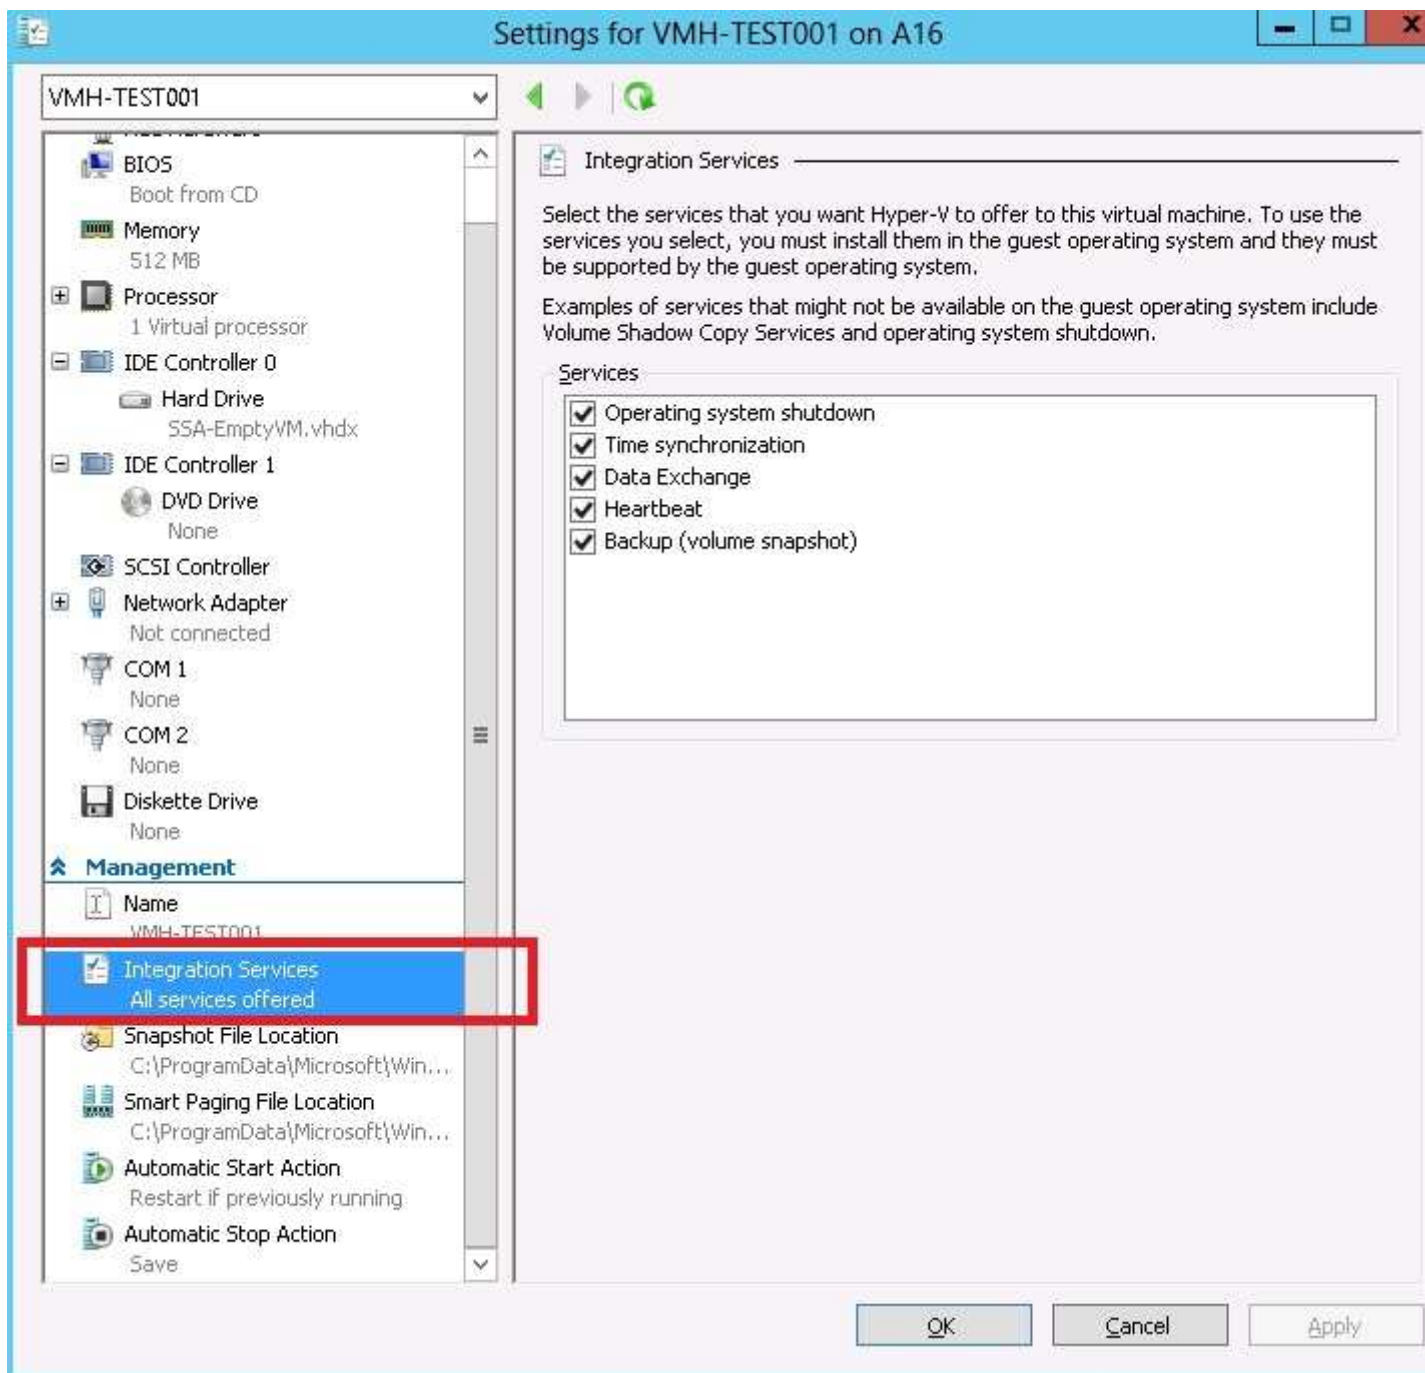 Settings for VMH-TEST001 on A16
VMH-TEST001
BIOS
Boot from CD
Memory
512 MB
Processor
1 Virtual processor
IDE Controller 0
Hard Drive
SSA-EmptyVM.vhdx
IDE Controller 1
DVD Drive
None
SCSI Controller
Network Adapter
Not connected
COM 1
None
COM 2
None
Diskette Drive
None
Management
Name
VMH-TEST001
Integration Services
All services offered
Snapshot File Location
C:\ProgramData\Microsoft\Win...
Smart Paging File Location
C:\ProgramData\Microsoft\Win...
Automatic Start Action
Restart if previously running
Automatic Stop Action
Save
Integration Services
Select the services that you want Hyper-V to offer to this virtual machine. To use the
services you select, you must install them in the guest operating system and they must
be supported by the guest operating system.
Examples of services that might not be available on the guest operating system include
Volume Shadow Copy Services and operating system shutdown.
Services
Operating system shutdown
Time synchronization
Data Exchange
Heartbeat
Backup (volume snapshot)
OK
Cancel
Apply